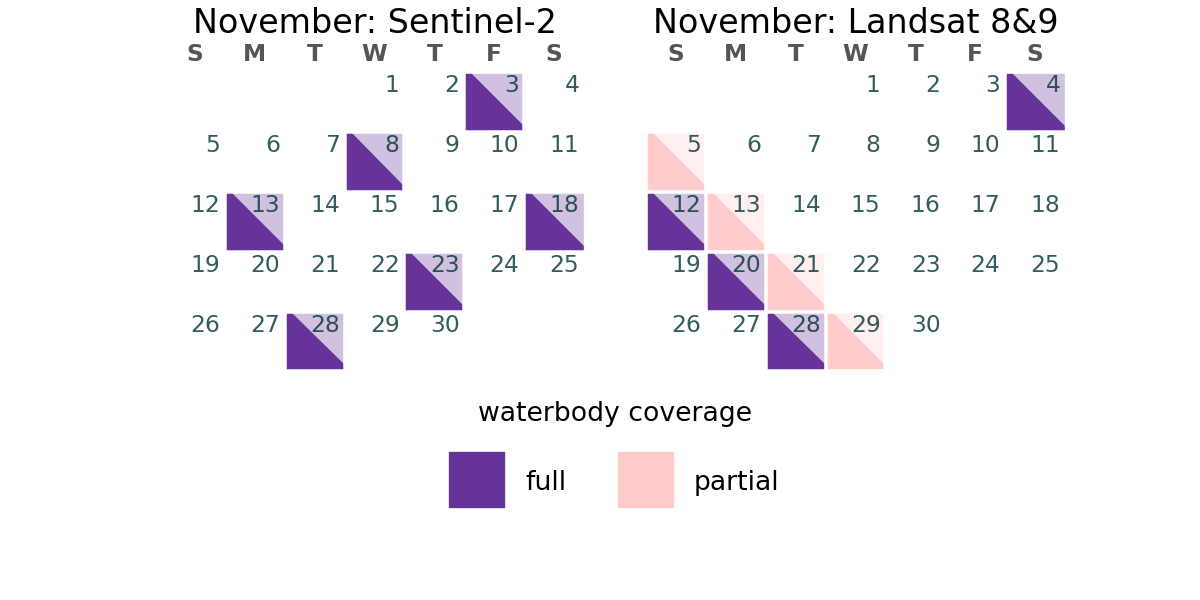 November: Sentinel-2
S M T W T F S
1 2 3 4
5 6 7 8 9 10 11
12 13 14 15 16 17 18
19 20 21 22 23 24 25
26 27 28 29 30
November: Landsat 8&9
S M T W T F S
1 2 3 4
5 6 7 8 9 10 11
12 13 14 15 16 17 18
19 20 21 22 23 24 25
26 27 28 29 30
waterbody coverage
full
partial